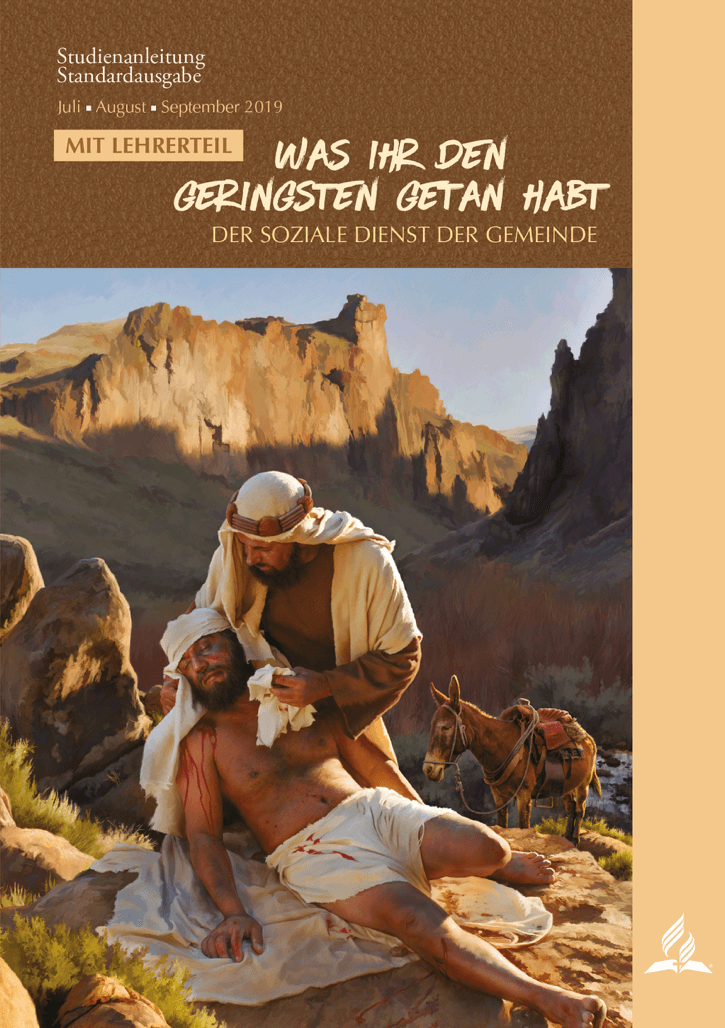 Studienanleitung
Standardausgabe
Juli ▪ August ▪ September 2019
MIT LEHRERTEIL
WAS IHR DEN
GERINGSTEN GETAN HABT
DER SOZIALE DIENST DER GEMEINDE